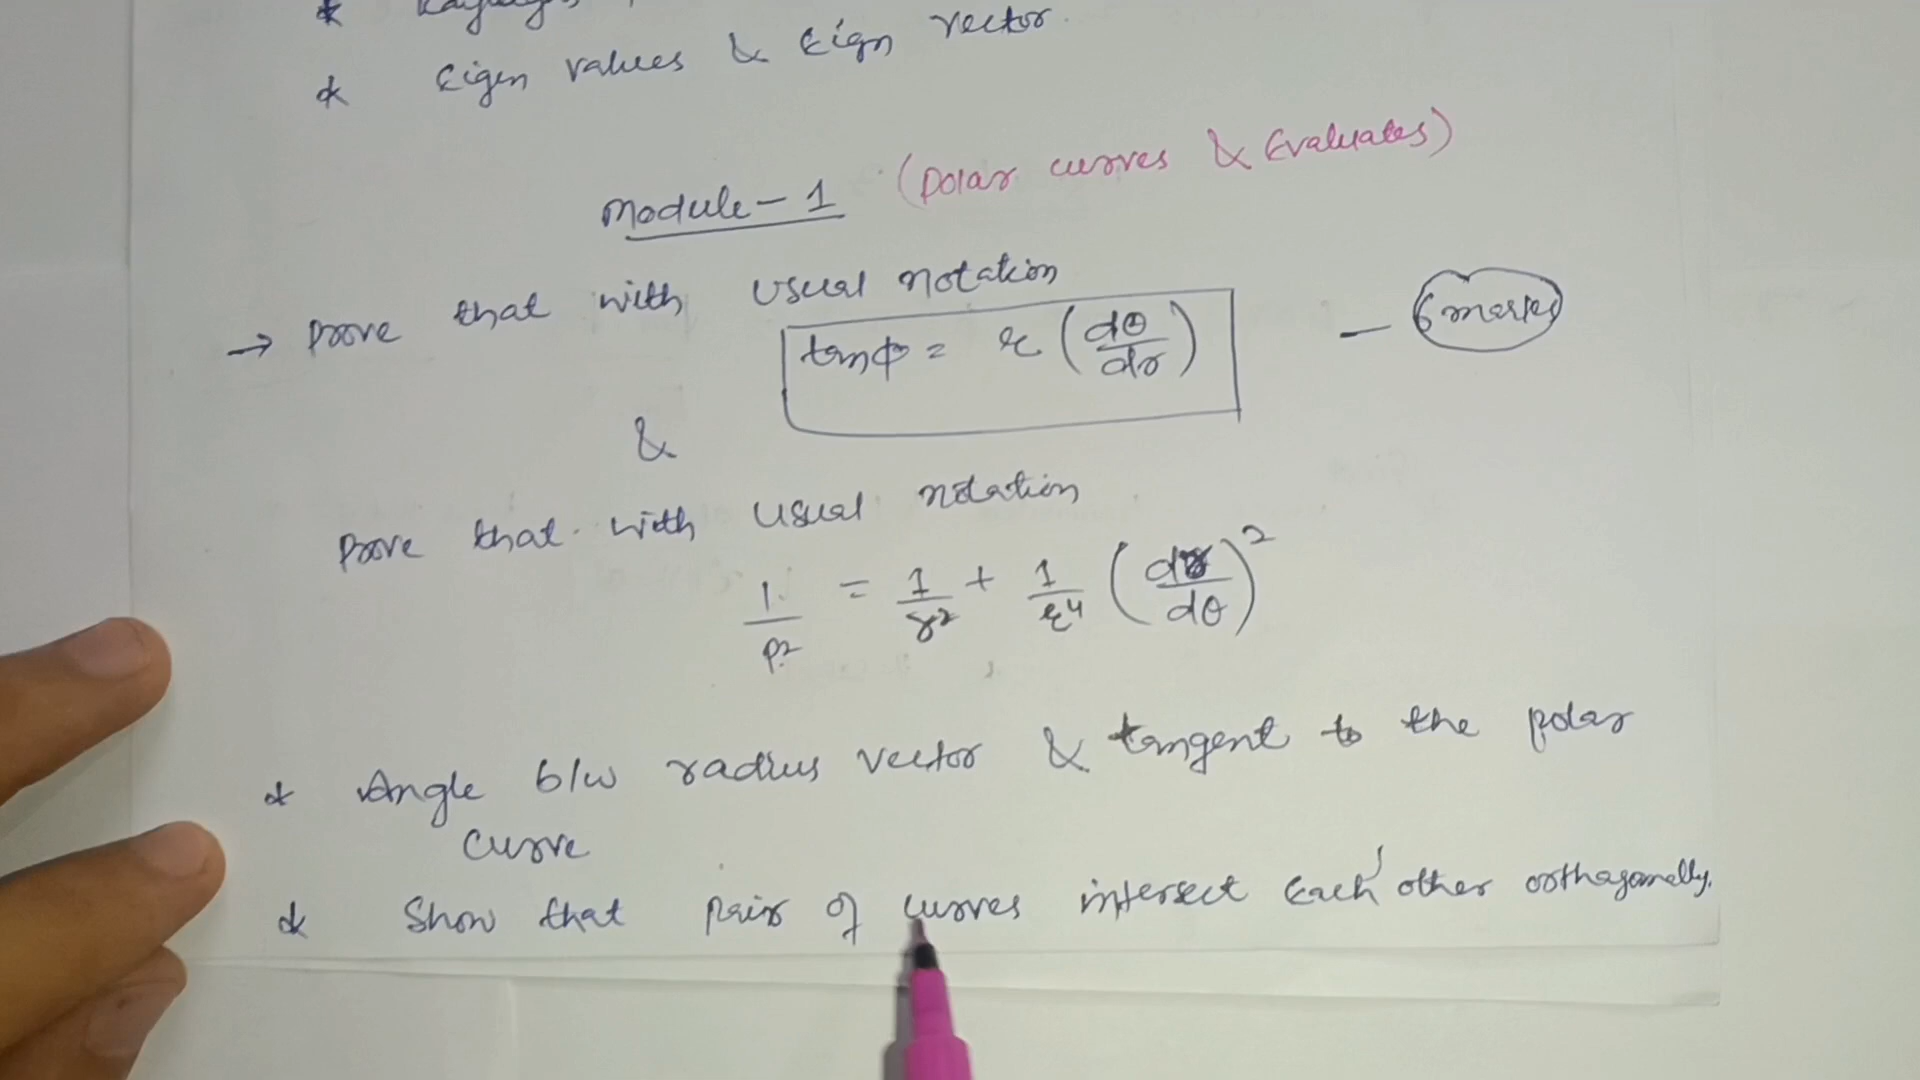 * Eigen values & Eign vector.
Module-1 (Polar curves & Evaluates)
→ Prove that with usual notation
tanφ = r (dθ/dr) — 6 marks
&
Prove that with usual notation
1/p² = 1/r² + 1/r⁴ (dr/dθ)²
* Angle b/w radius vector & tangent to the polar
curve
* Show that pair of curves intersect Each other orthagonally.